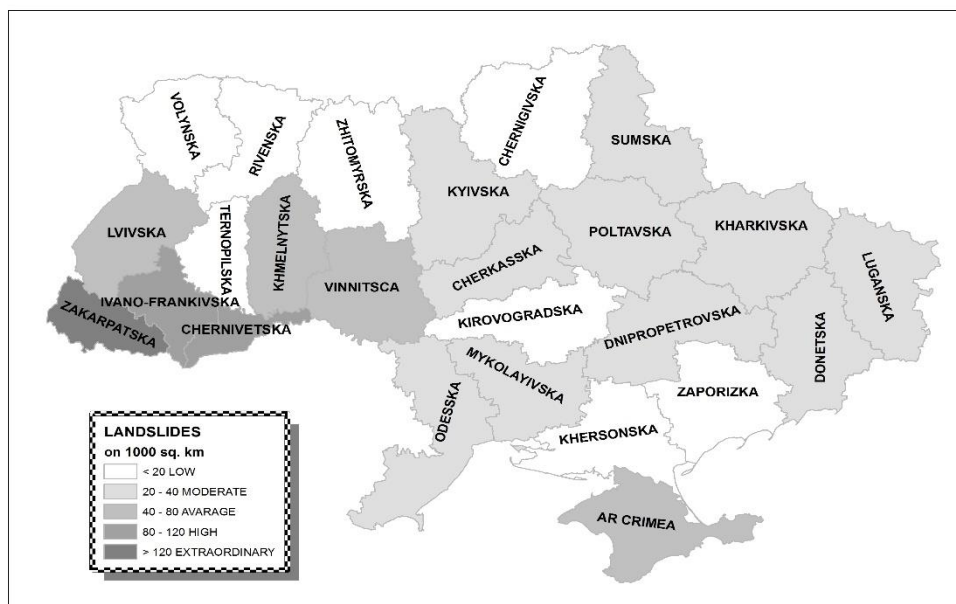 VOLYNSKA
RIVENSKA
ZHITOMYRSKA
CHERNIGIVSKA
SUMSKA
KYIVSKA
LVIVSKA
TERNOPILSKA
KHMELNYTSKA
VINNITSCA
CHERKASSKA
POLTAVSKA
KHARKIVSKA
LUGANSKA
ZAKARPATSKA
IVANO-FRANKIVSKA
CHERNIVETSKA
KIROVOGRADSKA
DNIPROPETROVSKA
DONETSKA
ODESSKA
MYKOLAYIVSKA
ZAPORIZKA
KHERSONSKA
AR CRIMEA
LANDSLIDES
on 1000 sq. km
< 20 LOW
20 - 40 MODERATE
40 - 80 AVARAGE
80 - 120 HIGH
> 120 EXTRAORDINARY